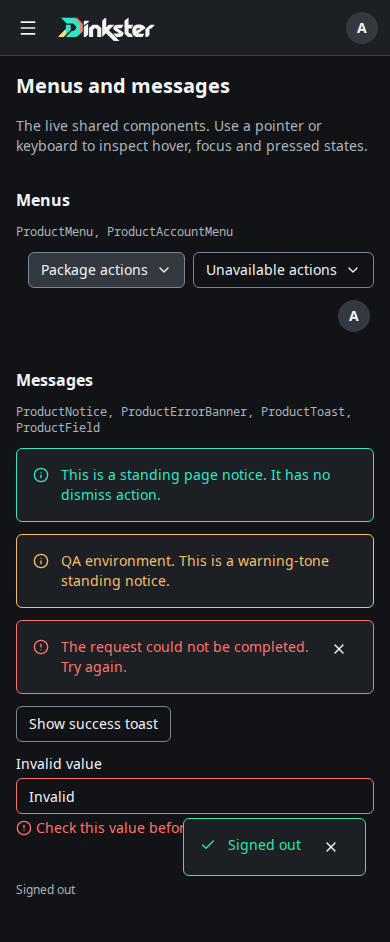 Dinkster
A
Menus and messages
The live shared components. Use a pointer or
keyboard to inspect hover, focus and pressed states.
Menus
ProductMenu, ProductAccountMenu
Package actions
Unavailable actions
A
Messages
ProductNotice, ProductErrorBanner, ProductToast,
ProductField
This is a standing page notice. It has no
dismiss action.
QA environment. This is a warning-tone
standing notice.
The request could not be completed.
Try again.
Show success toast
Invalid value
Invalid
Check this value
Signed out
Signed out